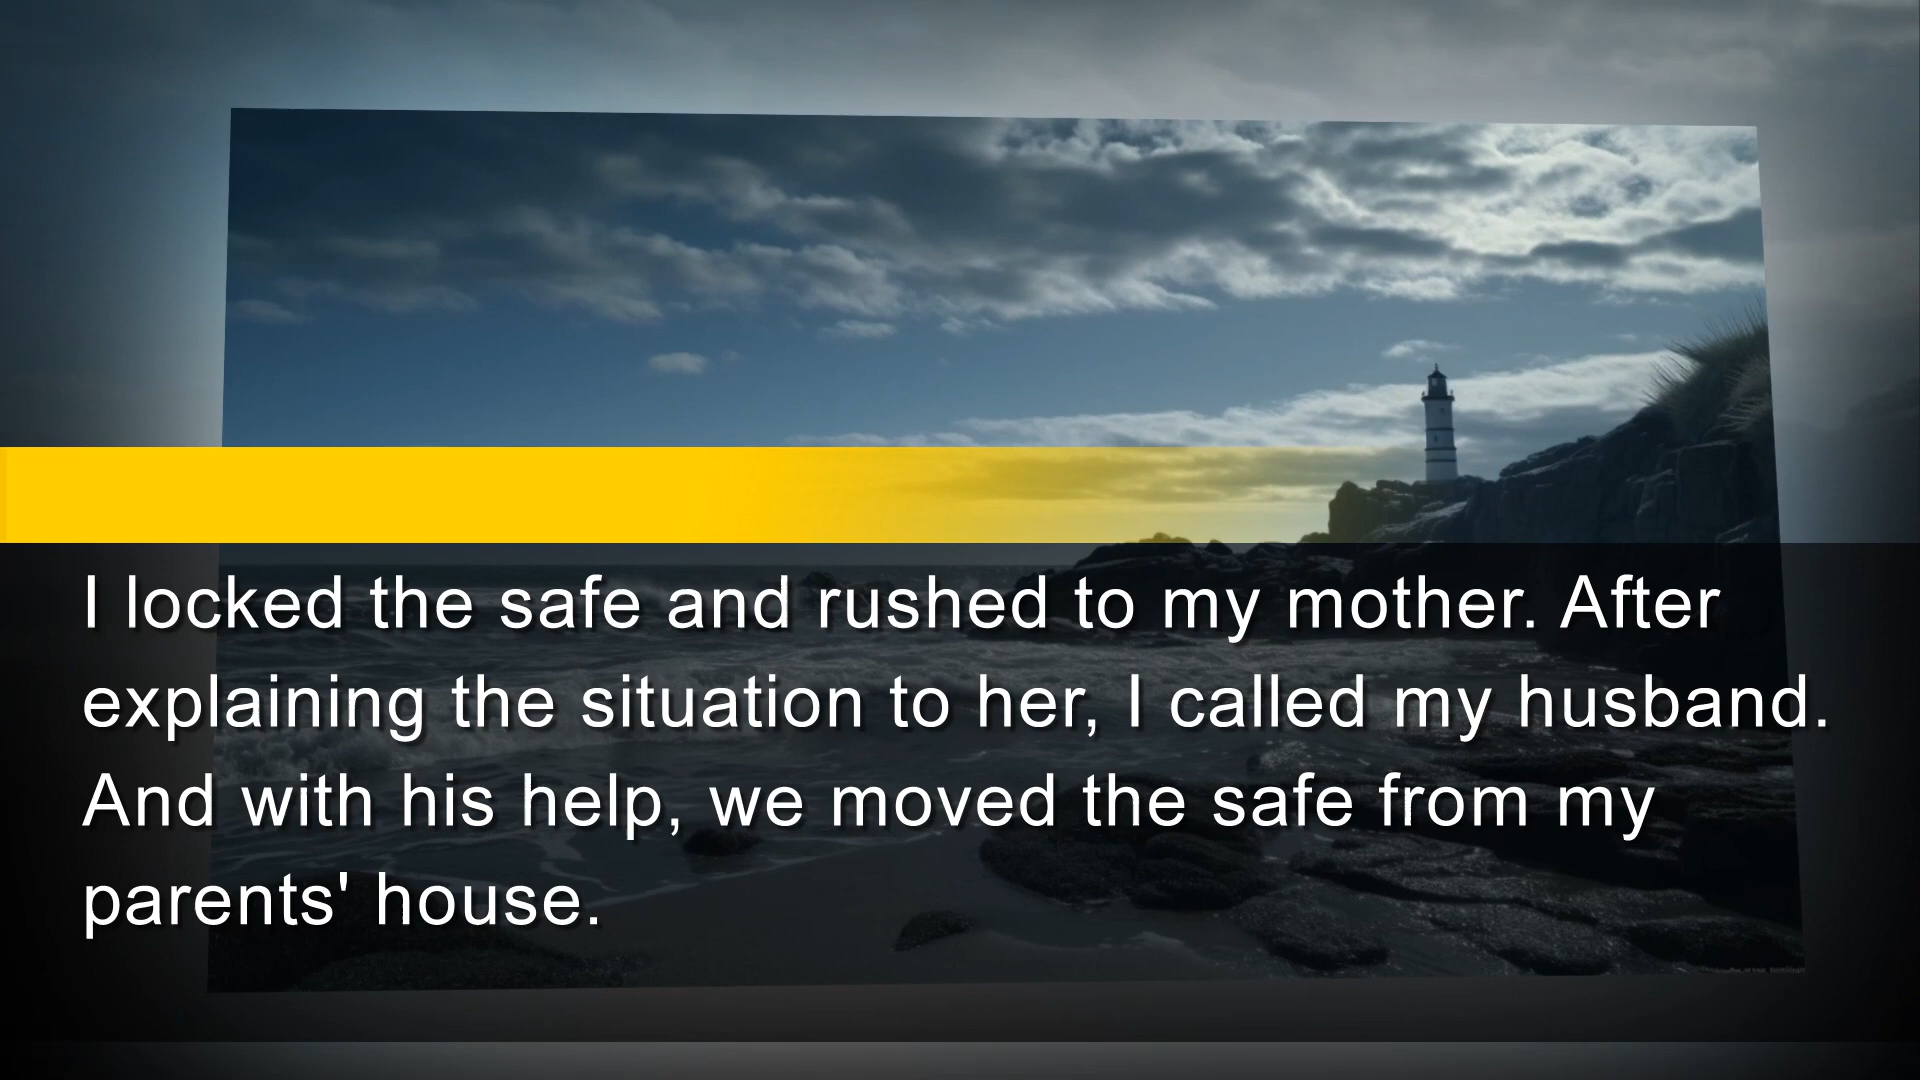 I locked the safe and rushed to my mother. After
explaining the situation to her, I called my husband.
And with his help, we moved the safe from my
parents' house.